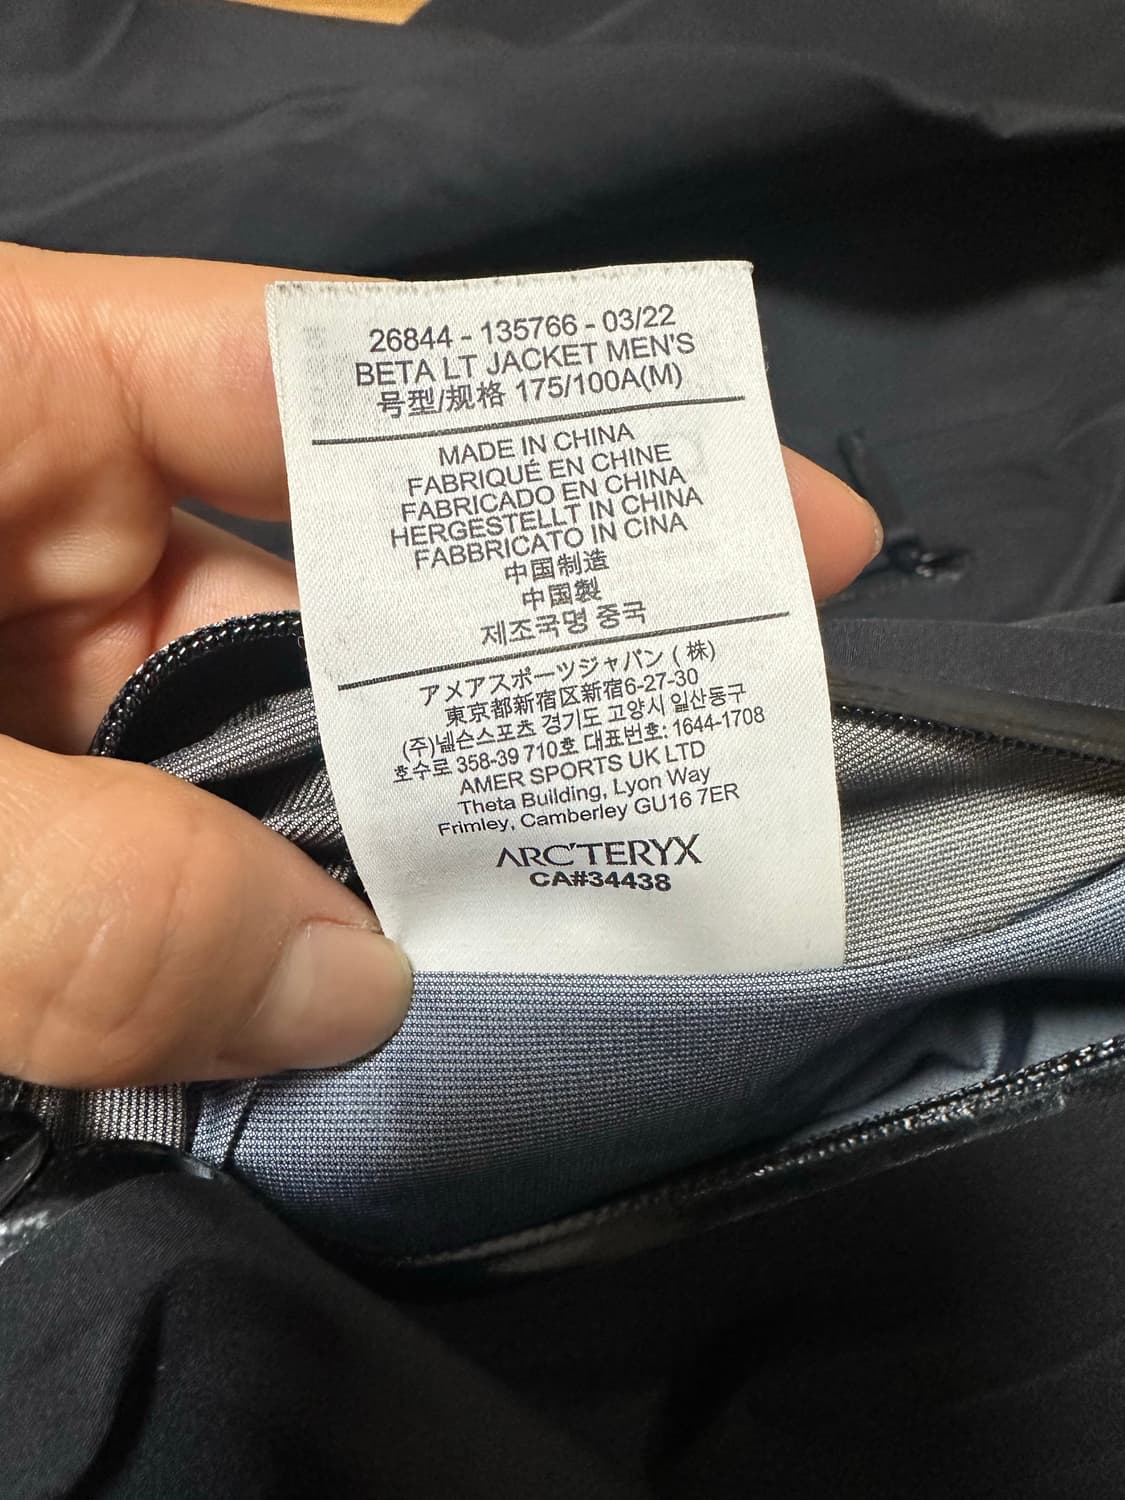 26844 - 135766 - 03/22
BETA LT JACKET MEN'S
号型/规格 175/100A(M)
MADE IN CHINA
FABRIQUÉ EN CHINE
FABRICADO EN CHINA
HERGESTELLT IN CHINA
FABBRICATO IN CINA
中国制造
中国製
제조국명 중국
アメアスポーツジャパン ( 株)
東京都新宿区新宿6-27-30
(주)넬슨스포츠 경기도 고양시 일산동구
호수로 358-39 710호 대표번호: 1644-1708
AMER SPORTS UK LTD
Theta Building, Lyon Way
Frimley, Camberley GU16 7ER
ARC'TERYX
CA#34438